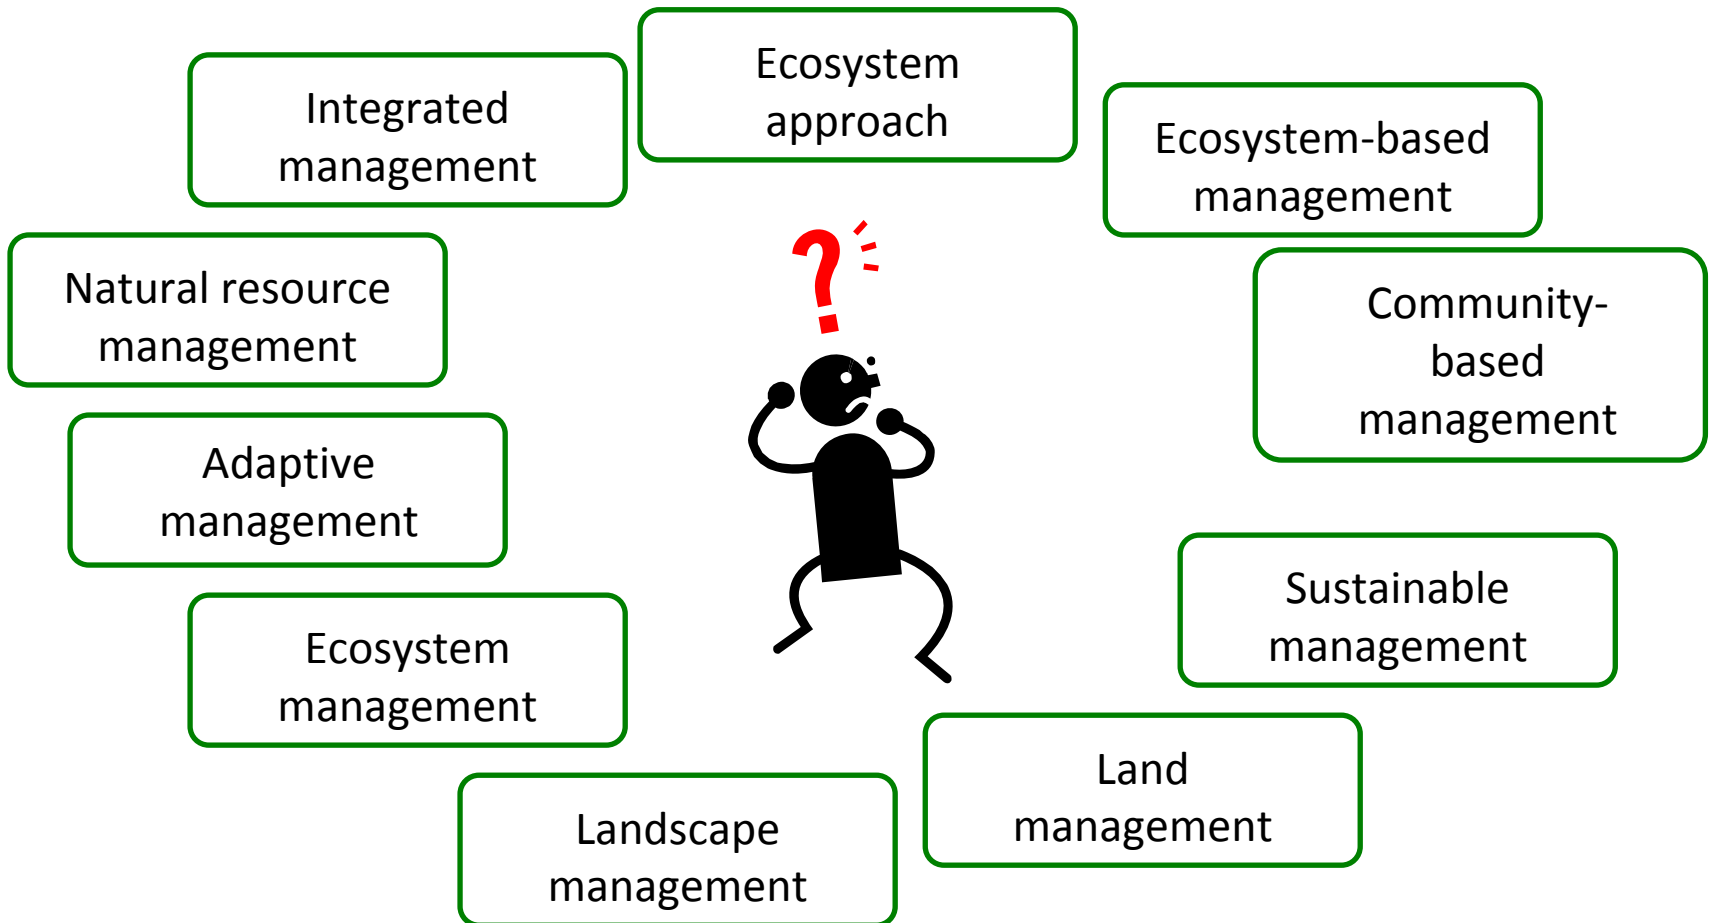 Ecosystem
approach
Integrated
management
Ecosystem-based
management
Natural resource
management
Community-
based
management
Adaptive
management
Sustainable
management
Ecosystem
management
Land
management
Landscape
management
?